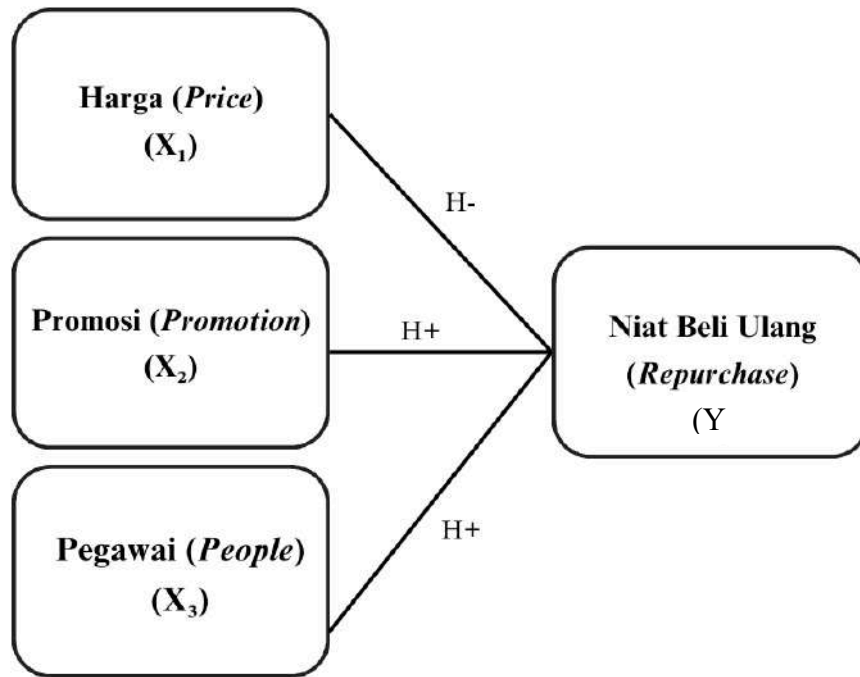 Harga (Price)
(X₁)
H-
Promosi (Promotion)
(X₂)
H+
Niat Beli Ulang
(Repurchase)
(Y
Pegawai (People)
(X₃)
H+